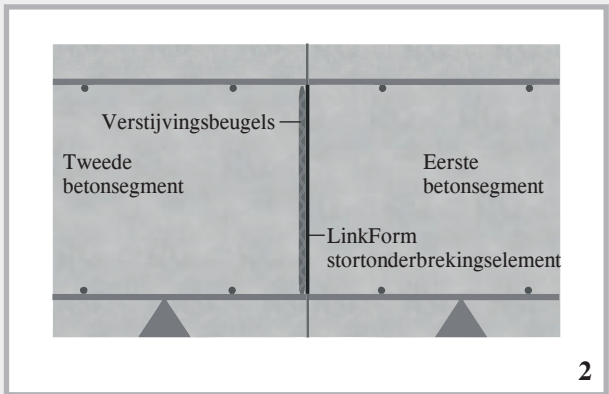 Verstijvingsbeugels
Tweede
betonsegment
Eerste
betonsegment
LinkForm
stortonderbrekingselement
2